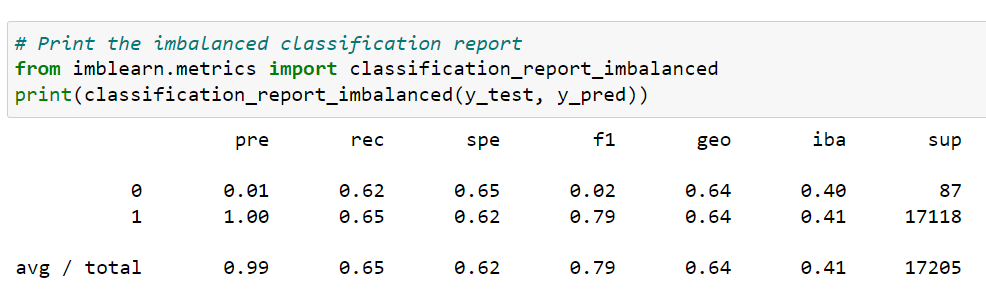 # Print the imbalanced classification report
from imblearn.metrics import classification_report_imbalanced
print(classification_report_imbalanced(y_test, y_pred))
pre rec spe f1 geo iba sup
0 0.01 0.62 0.65 0.02 0.64 0.40 87
1 1.00 0.65 0.62 0.79 0.64 0.41 17118
avg / total 0.99 0.65 0.62 0.79 0.64 0.41 17205